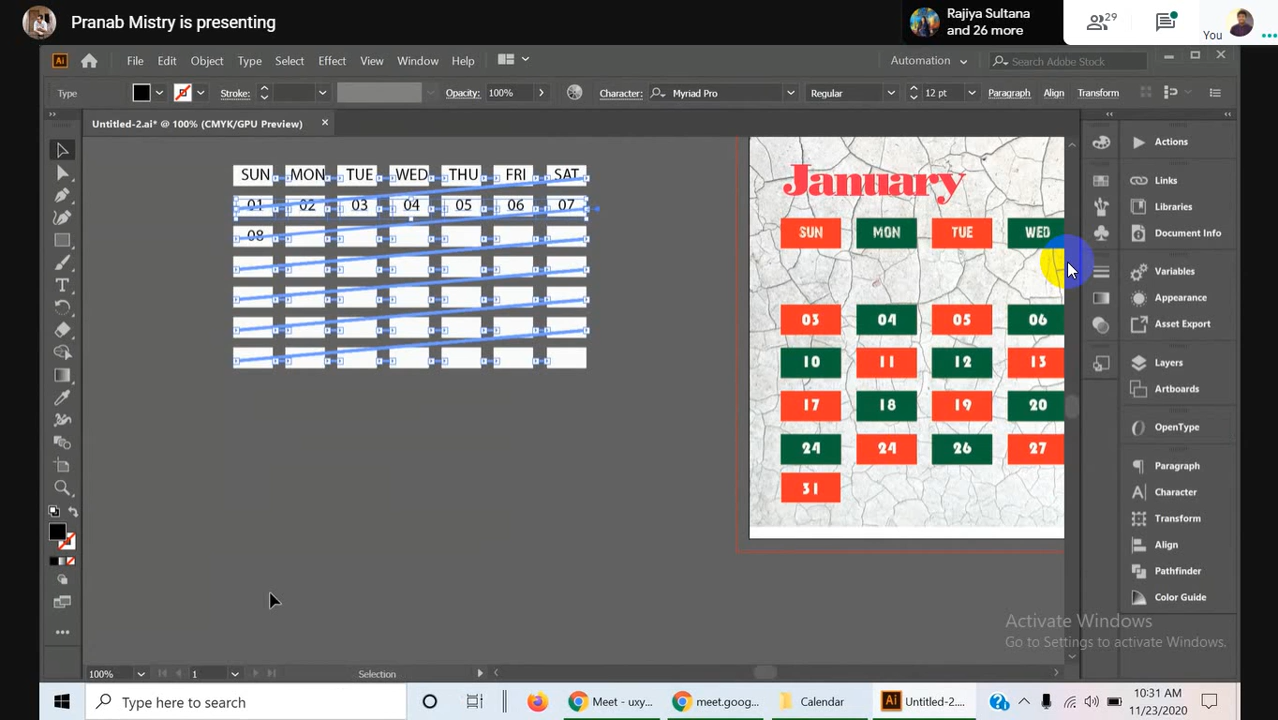 Pranab Mistry is presenting
Rajiya Sultana
and 26 more
29
You
Ai
File Edit Object Type Select Effect View Window Help
Automation
Search Adobe Stock
Type
Stroke:
Opacity: 100%
Character: Myriad Pro
Regular
12 pt
Paragraph
Align
Transform
Untitled-2.ai* @ 100% (CMYK/GPU Preview)
SUN MON TUE WED THU FRI SAT
01 02 03 04 05 06 07
08
January
SUN MON TUE WED
03 04 05 06
10 11 12 13
17 18 19 20
24 24 26 27
31
Actions
Links
Libraries
Document Info
Variables
Appearance
Asset Export
Layers
Artboards
OpenType
Paragraph
Character
Transform
Align
Pathfinder
Color Guide
Activate Windows
Go to Settings to activate Windows.
100%
1
Selection
Type here to search
Meet - uxy...
meet.goog...
Calendar
Ai Untitled-2....
10:31 AM
11/23/2020